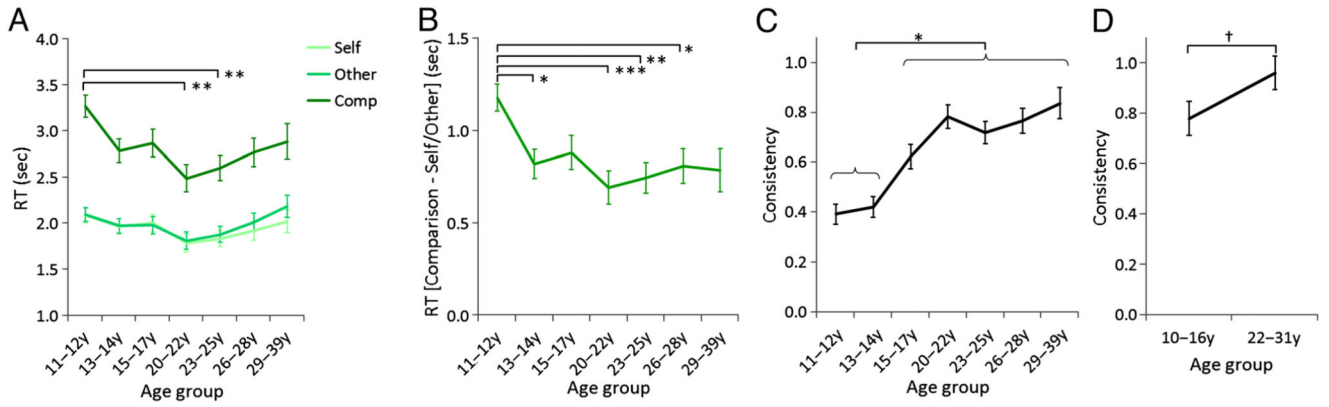 A
RT (sec)
4.0
3.5
3.0
2.5
2.0
1.5
1.0
Self
Other
Comp
**
**
11–12y
13–14y
15–17y
20–22y
23–25y
26–28y
29–39y
Age group
B
RT [Comparison - Self/Other] (sec)
1.5
1.0
0.5
0.0
*
**
***
*
11–12y
13–14y
15–17y
20–22y
23–25y
26–28y
29–39y
Age group
C
Consistency
1.0
0.8
0.6
0.4
0.2
0.0
*
11–12y
13–14y
15–17y
20–22y
23–25y
26–28y
29–39y
Age group
D
Consistency
1.0
0.8
0.6
0.4
0.2
0.0
†
10–16y
22–31y
Age group